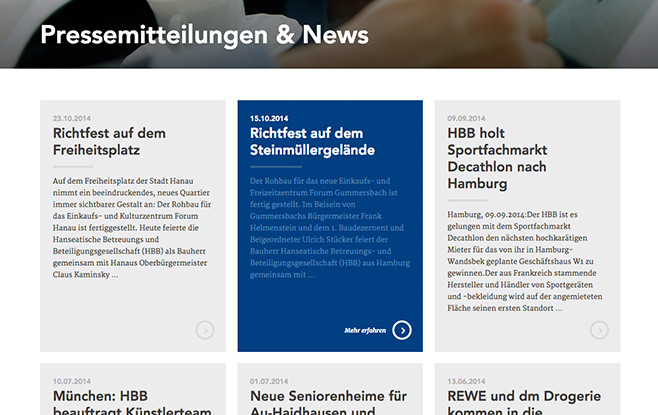 Pressemitteilungen & News
23.10.2014
Richtfest auf dem
Freiheitsplatz
Auf dem Freiheitsplatz der Stadt Hanau
nimmt ein beeindruckendes, neues Quartier
immer sichtbarer Gestalt an: Der Rohbau für
das Einkaufs- und Kulturzentrum Forum
Hanau ist fertiggestellt. Heute feierte die
Hanseatische Betreuungs und
Beteiligungsgesellschaft (HBB) als Bauherr
gemeinsam mit Hanaus Oberbürgermeister
Claus Kaminsky ...
15.10.2014
Richtfest auf dem
Steinmüllergelände
Der Rohbau für das neue Einkaufs- und
Freizeitzentrum Forum Gummersbach ist
fertig gestellt. Im Beisein von
Gummersbachs Bürgermeister Frank
Helmenstein und dem 1. Baudezernent und
Beigeordneter Ulrich Stücker feiert der
Bauherr Hanseatische Betreuungs- und
Beteiligungsgesellschaft (HBB) aus Hamburg
gemeinsam mit ...
Mehr erfahren
09.09.2014
HBB holt
Sportfachmarkt
Decathlon nach
Hamburg
Hamburg, 09.09.2014:Der HBB ist es
gelungen mit dem Sportfachmarkt
Decathlon den nächsten hochkarätigen
Mieter für das von ihr in Hamburg-
Wandsbek geplante Geschäftshaus W1 zu
gewinnen.Der aus Frankreich stammende
Hersteller und Händler von Sportgeräten
und -bekleidung wird auf der angemieteten
Fläche seinen ersten Standort ...
10.07.2014
München: HBB
beauftragt Künstlerteam
01.07.2014
Neue Seniorenheime für
Au-Haidhausen und
13.06.2014
REWE und dm Drogerie
kommen in die